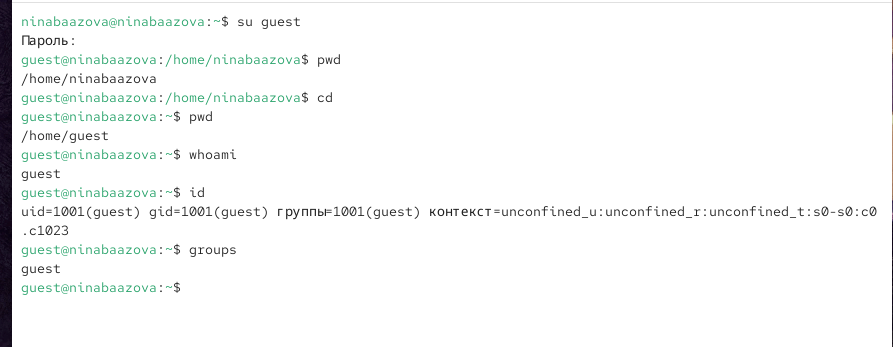 ninabaazova@ninabaazova:~$ su guest
Пароль:
guest@ninabaazova:/home/ninabaazova$ pwd
/home/ninabaazova
guest@ninabaazova:/home/ninabaazova$ cd
guest@ninabaazova:~$ pwd
/home/guest
guest@ninabaazova:~$ whoami
guest
guest@ninabaazova:~$ id
uid=1001(guest) gid=1001(guest) группы=1001(guest) контекст=unconfined_u:unconfined_r:unconfined_t:s0-s0:c0
.c1023
guest@ninabaazova:~$ groups
guest
guest@ninabaazova:~$